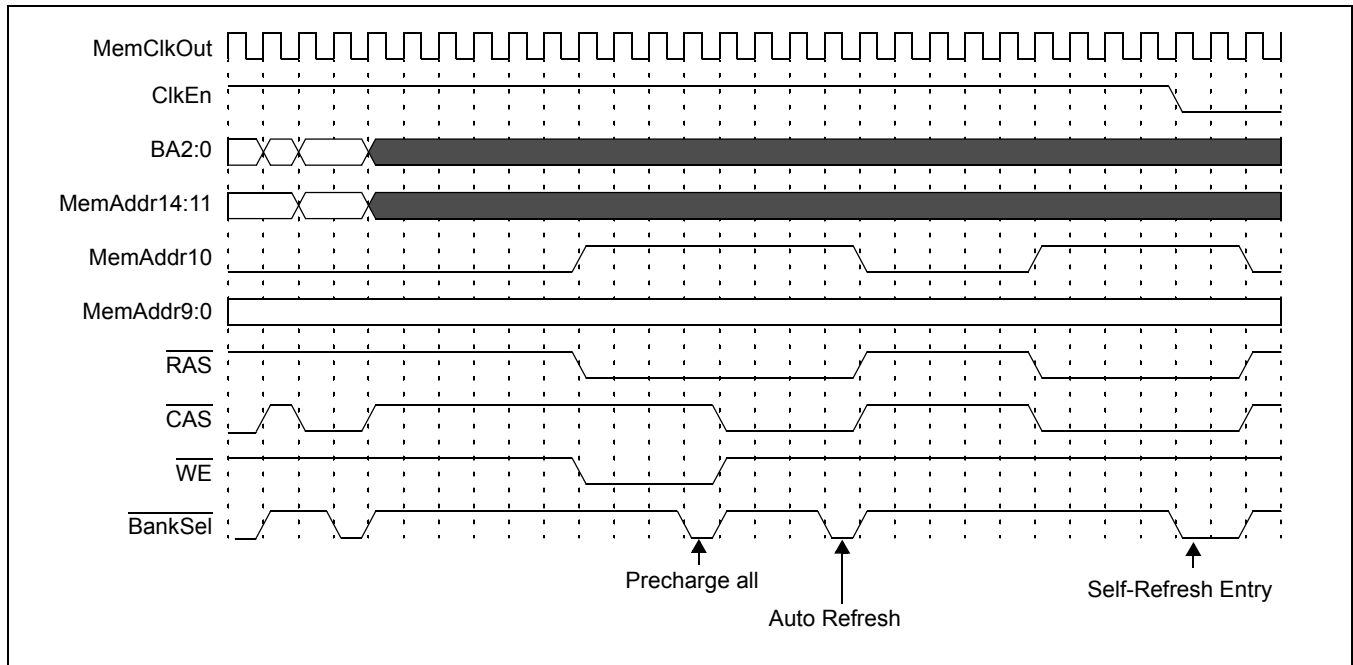 MemClkOut
ClkEn
BA2:0
MemAddr14:11
MemAddr10
MemAddr9:0
RAS
CAS
WE
BankSel
Precharge all
Auto Refresh
Self-Refresh Entry